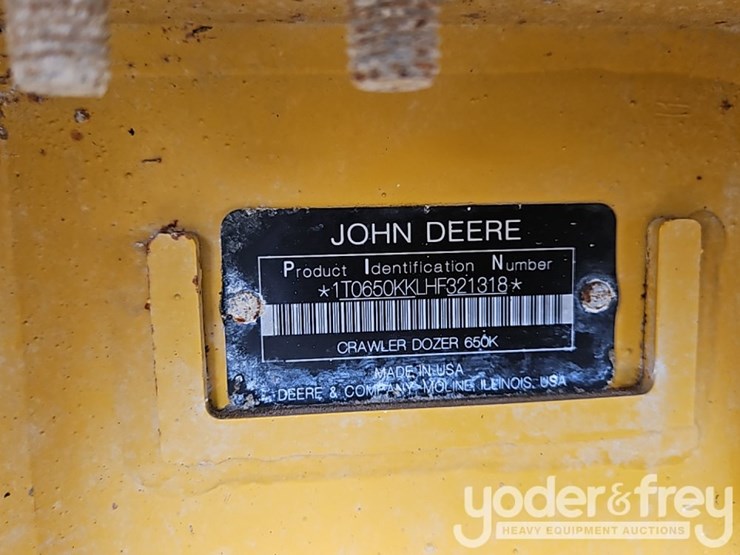 JOHN DEERE
Product Identification Number
*1T0650KKLHF321318*
CRAWLER DOZER 650K
MADE IN USA
DEERE & COMPANY, MOLINE, ILLINOIS, USA
yoder&frey
HEAVY EQUIPMENT AUCTIONS